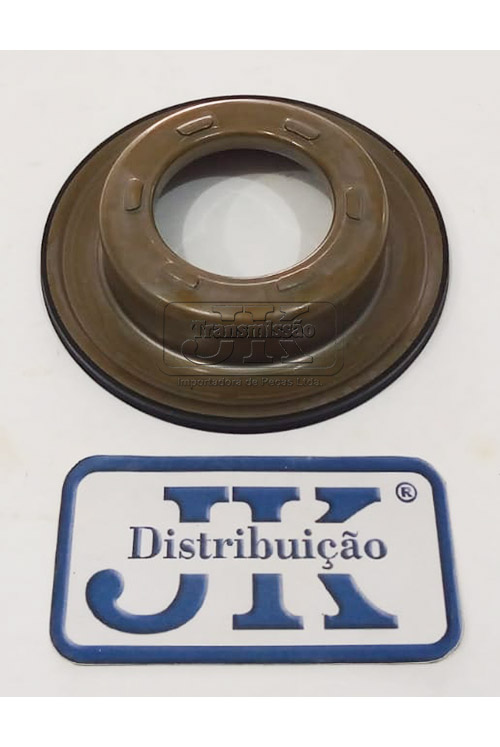 Transmissão
JK
Importadora de Peças Ltda.
JK ®
Distribuição